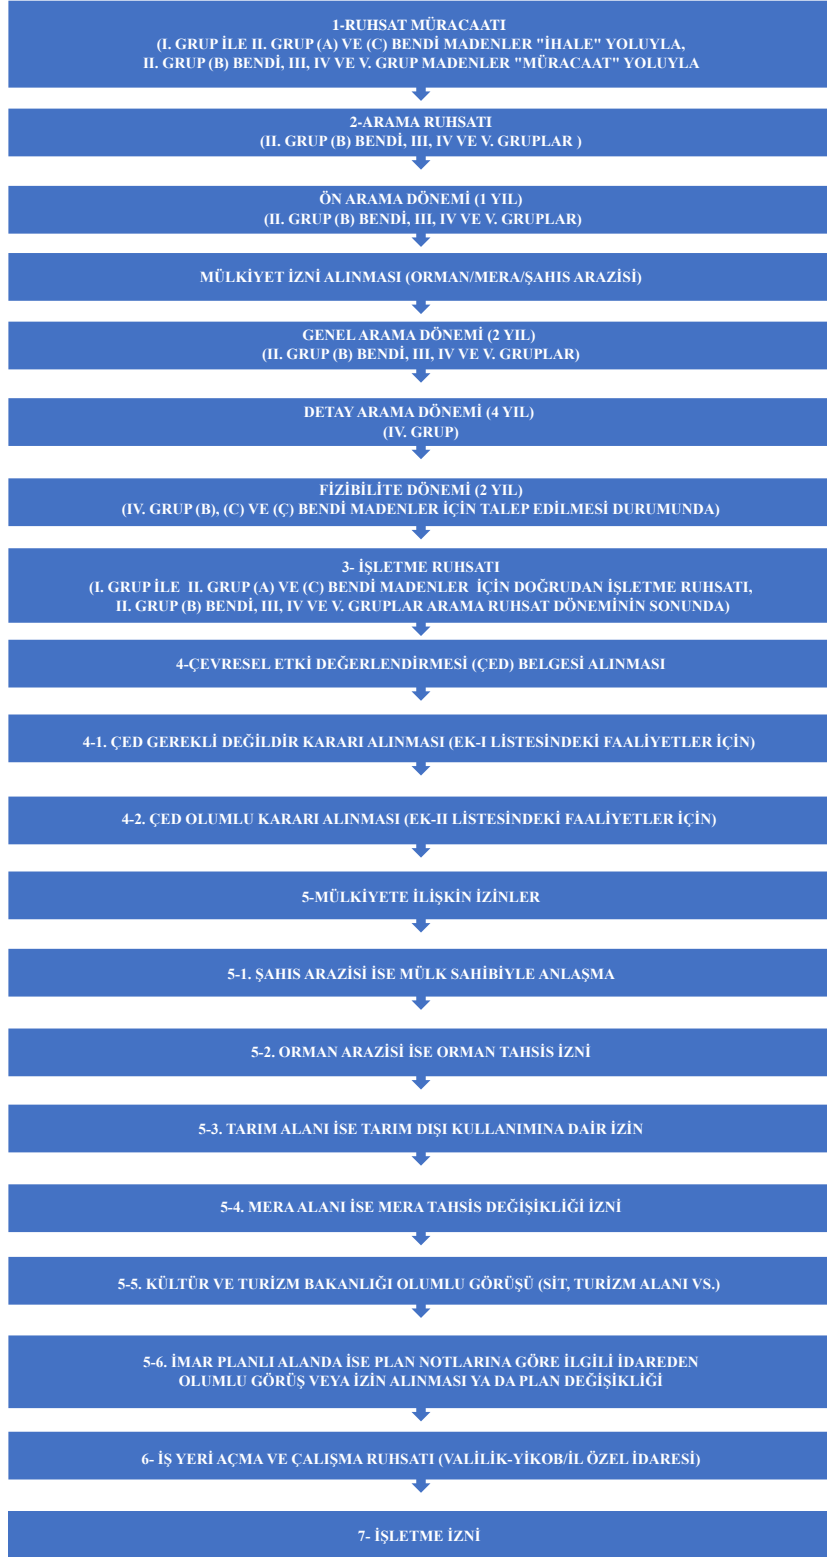 1-RUHSAT MÜRACAATI
(I. GRUP İLE II. GRUP (A) VE (C) BENDİ MADENLER "İHALE" YOLUYLA,
II. GRUP (B) BENDİ, III, IV VE V. GRUP MADENLER "MÜRACAAT" YOLUYLA
2-ARAMA RUHSATI
(II. GRUP (B) BENDİ, III, IV VE V. GRUPLAR )
ÖN ARAMA DÖNEMİ (1 YIL)
(II. GRUP (B) BENDİ, III, IV VE V. GRUPLAR)
MÜLKİYET İZNİ ALINMASI (ORMAN/MERA/ŞAHIS ARAZİSİ)
GENEL ARAMA DÖNEMİ (2 YIL)
(II. GRUP (B) BENDİ, III, IV VE V. GRUPLAR)
DETAY ARAMA DÖNEMİ (4 YIL)
(IV. GRUP)
FİZİBİLİTE DÖNEMİ (2 YIL)
(IV. GRUP (B), (C) VE (Ç) BENDİ MADENLER İÇİN TALEP EDİLMESİ DURUMUNDA)
3- İŞLETME RUHSATI
(I. GRUP İLE II. GRUP (A) VE (C) BENDİ MADENLER İÇİN DOĞRUDAN İŞLETME RUHSATI,
II. GRUP (B) BENDİ, III, IV VE V. GRUPLAR ARAMA RUHSAT DÖNEMİNİN SONUNDA)
4-ÇEVRESEL ETKİ DEĞERLENDİRMESİ (ÇED) BELGESİ ALINMASI
4-1. ÇED GEREKLİ DEĞİLDİR KARARI ALINMASI (EK-I LİSTESİNDEKİ FAALİYETLER İÇİN)
4-2. ÇED OLUMLU KARARI ALINMASI (EK-II LİSTESİNDEKİ FAALİYETLER İÇİN)
5-MÜLKİYETE İLİŞKİN İZİNLER
5-1. ŞAHIS ARAZİSİ İSE MÜLK SAHİBİYLE ANLAŞMA
5-2. ORMAN ARAZİSİ İSE ORMAN TAHSİS İZNİ
5-3. TARIM ALANI İSE TARIM DIŞI KULLANIMINA DAİR İZİN
5-4. MERA ALANI İSE MERA TAHSİS DEĞİŞİKLİĞİ İZNİ
5-5. KÜLTÜR VE TURİZM BAKANLIĞI OLUMLU GÖRÜŞÜ (SİT, TURİZM ALANI VS.)
5-6. İMAR PLANLI ALANDA İSE PLAN NOTLARINA GÖRE İLGİLİ İDAREDEN
OLUMLU GÖRÜŞ VEYA İZİN ALINMASI YA DA PLAN DEĞİŞİKLİĞİ
6- İŞ YERİ AÇMA VE ÇALIŞMA RUHSATI (VALİLİK-YİKOB/İL ÖZEL İDARESİ)
7- İŞLETME İZNİ